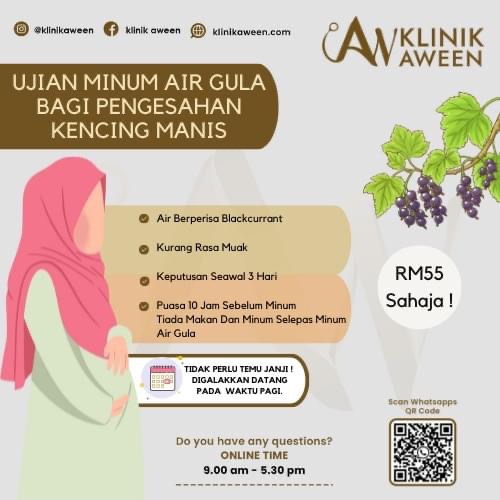 @klinikaween
klinik aween
klinikaween.com
AV KLINIK
AWEEN
UJIAN MINUM AIR GULA
BAGI PENGESAHAN
KENCING MANIS
Air Berperisa Blackcurrant
Kurang Rasa Muak
Keputusan Seawal 3 Hari
Puasa 10 Jam Sebelum Minum
Tiada Makan Dan Minum Selepas Minum
Air Gula
RM55
Sahaja !
TIDAK PERLU TEMU JANJI !
DIGALAKKAN DATANG
PADA WAKTU PAGI.
Scan Whatsapps
QR Code
Do you have any questions?
ONLINE TIME
9.00 am - 5.30 pm